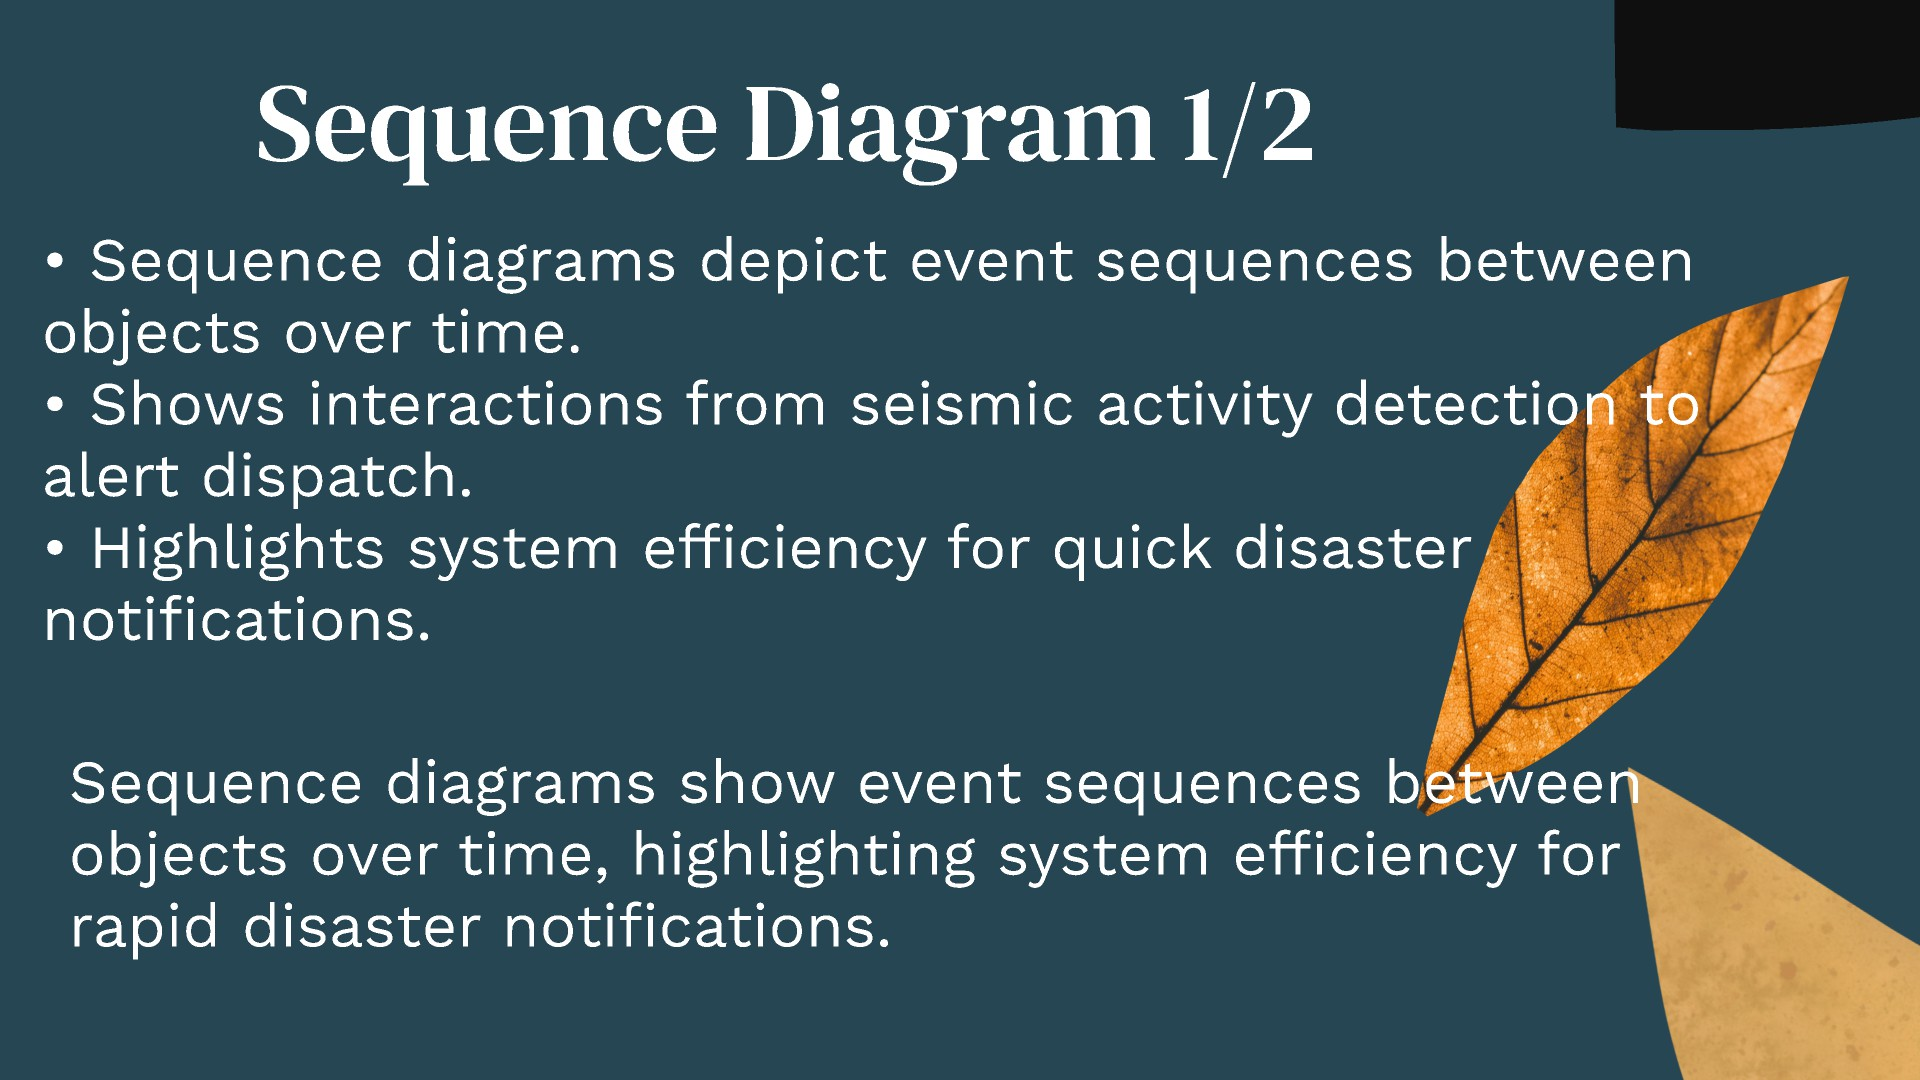 Sequence Diagram 1/2
• Sequence diagrams depict event sequences between
objects over time.
• Shows interactions from seismic activity detection to
alert dispatch.
• Highlights system efficiency for quick disaster
notifications.
Sequence diagrams show event sequences between
objects over time, highlighting system efficiency for
rapid disaster notifications.